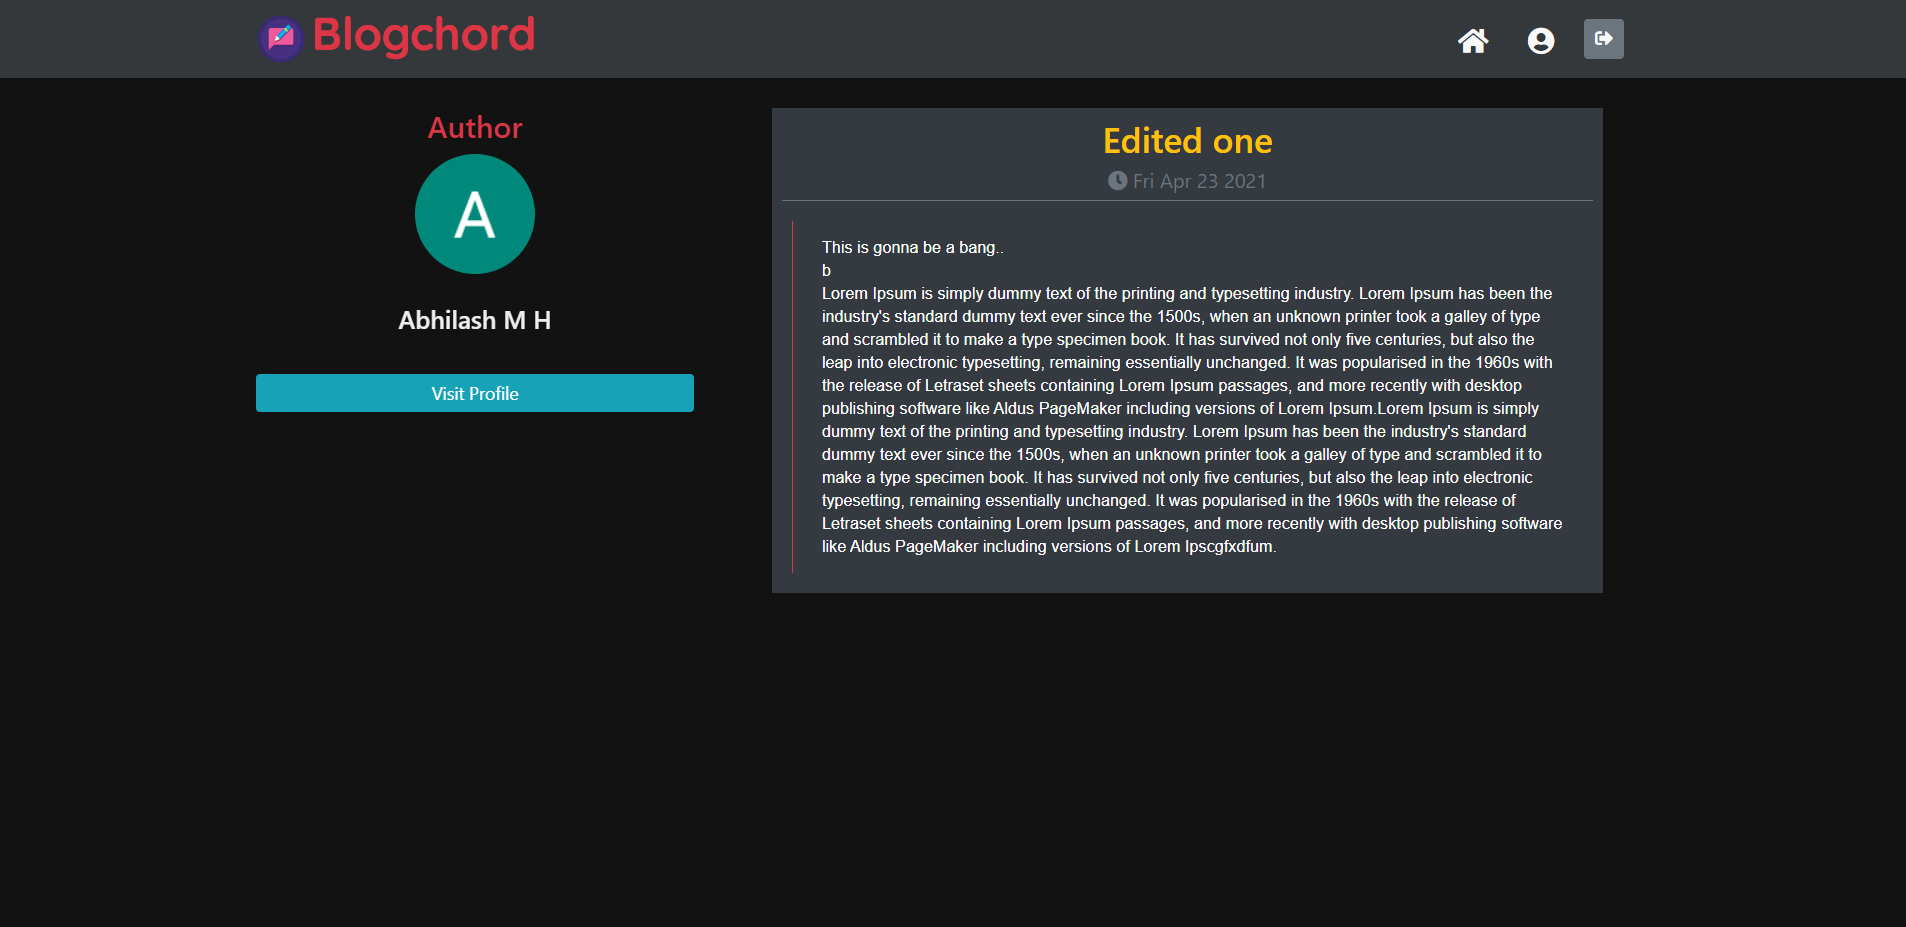 Blogchord
Author
A
Abhilash M H
Visit Profile
Edited one
Fri Apr 23 2021
This is gonna be a bang..
b
Lorem Ipsum is simply dummy text of the printing and typesetting industry. Lorem Ipsum has been the
industry's standard dummy text ever since the 1500s, when an unknown printer took a galley of type
and scrambled it to make a type specimen book. It has survived not only five centuries, but also the
leap into electronic typesetting, remaining essentially unchanged. It was popularised in the 1960s with
the release of Letraset sheets containing Lorem Ipsum passages, and more recently with desktop
publishing software like Aldus PageMaker including versions of Lorem Ipsum.Lorem Ipsum is simply
dummy text of the printing and typesetting industry. Lorem Ipsum has been the industry's standard
dummy text ever since the 1500s, when an unknown printer took a galley of type and scrambled it to
make a type specimen book. It has survived not only five centuries, but also the leap into electronic
typesetting, remaining essentially unchanged. It was popularised in the 1960s with the release of
Letraset sheets containing Lorem Ipsum passages, and more recently with desktop publishing software
like Aldus PageMaker including versions of Lorem Ipscgfxdfum.